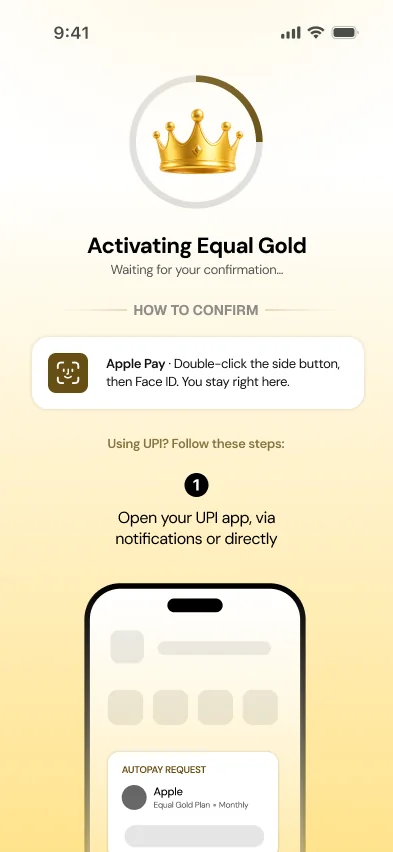 9:41
Activating Equal Gold
Waiting for your confirmation...
HOW TO CONFIRM
Apple Pay · Double-click the side button,
then Face ID. You stay right here.
Using UPI? Follow these steps:
1
Open your UPI app, via
notifications or directly
AUTOPAY REQUEST
Apple
Equal Gold Plan • Monthly